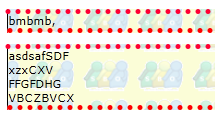 bmbmb,
asdsafSDF
xzxCXV
FFGFDHG
VBCZBVCX